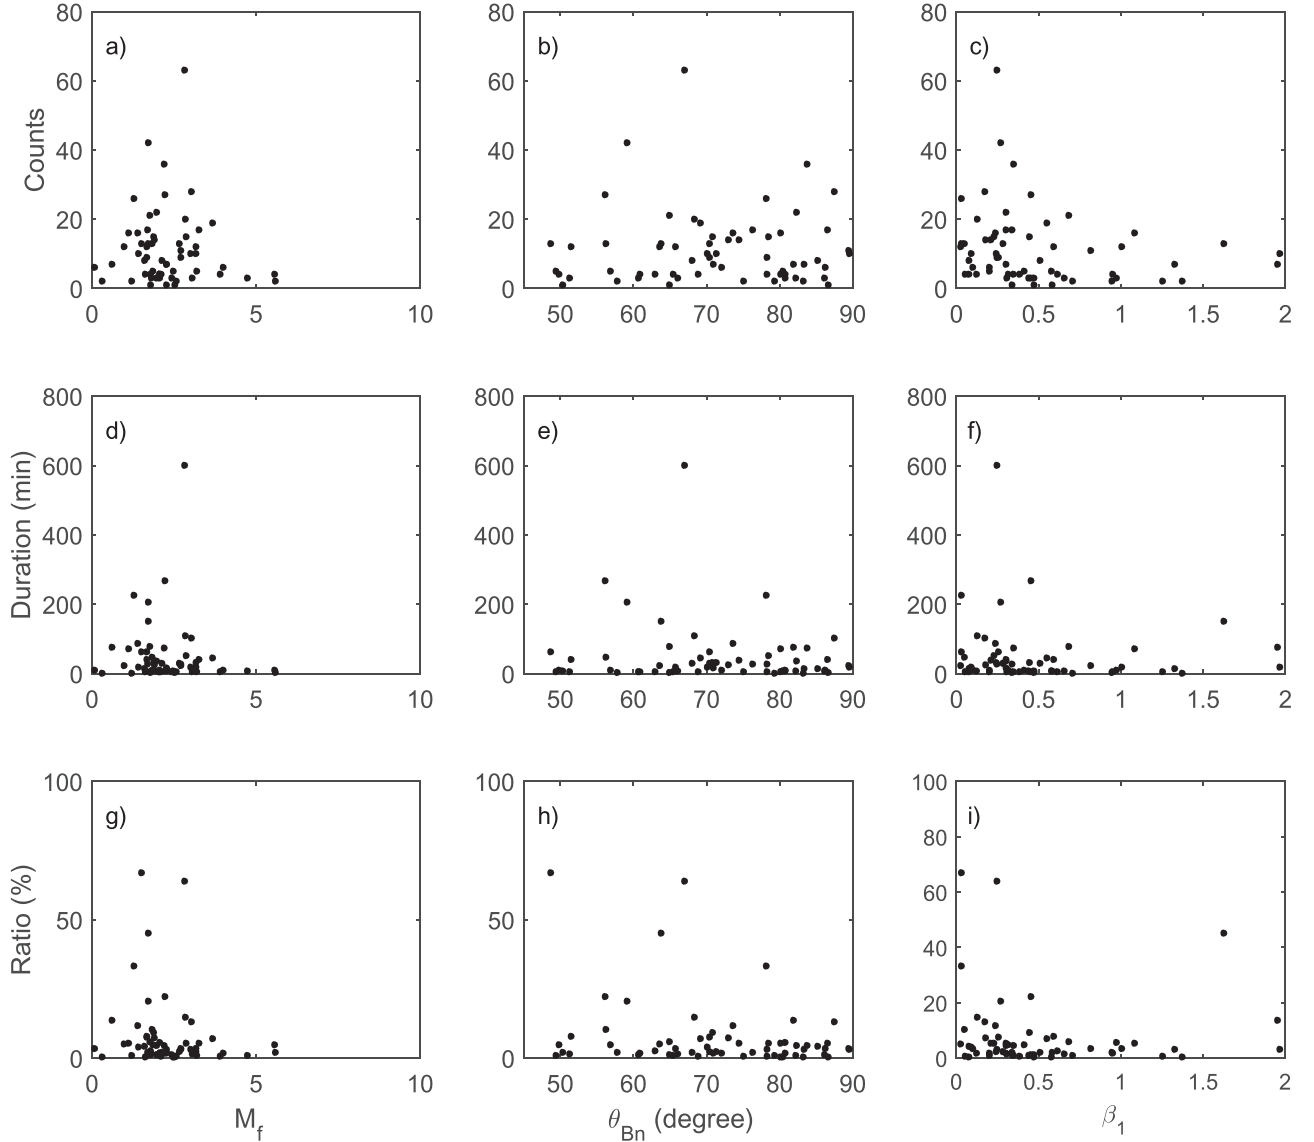 80 80 80
a) b) c)
60 60 60
Counts
40 40 40
20 20 20
0 0 0
0 5 10 50 60 70 80 90 0 0.5 1 1.5 2
800 800 800
d) e) f)
600 600 600
Duration (min)
400 400 400
200 200 200
0 0 0
0 5 10 50 60 70 80 90 0 0.5 1 1.5 2
100 100 100
g) h) i)
80
60
Ratio (%)
50 50
40
20
0 0 0
0 5 10 50 60 70 80 90 0 0.5 1 1.5 2
M_f θ_Bn (degree) β_1